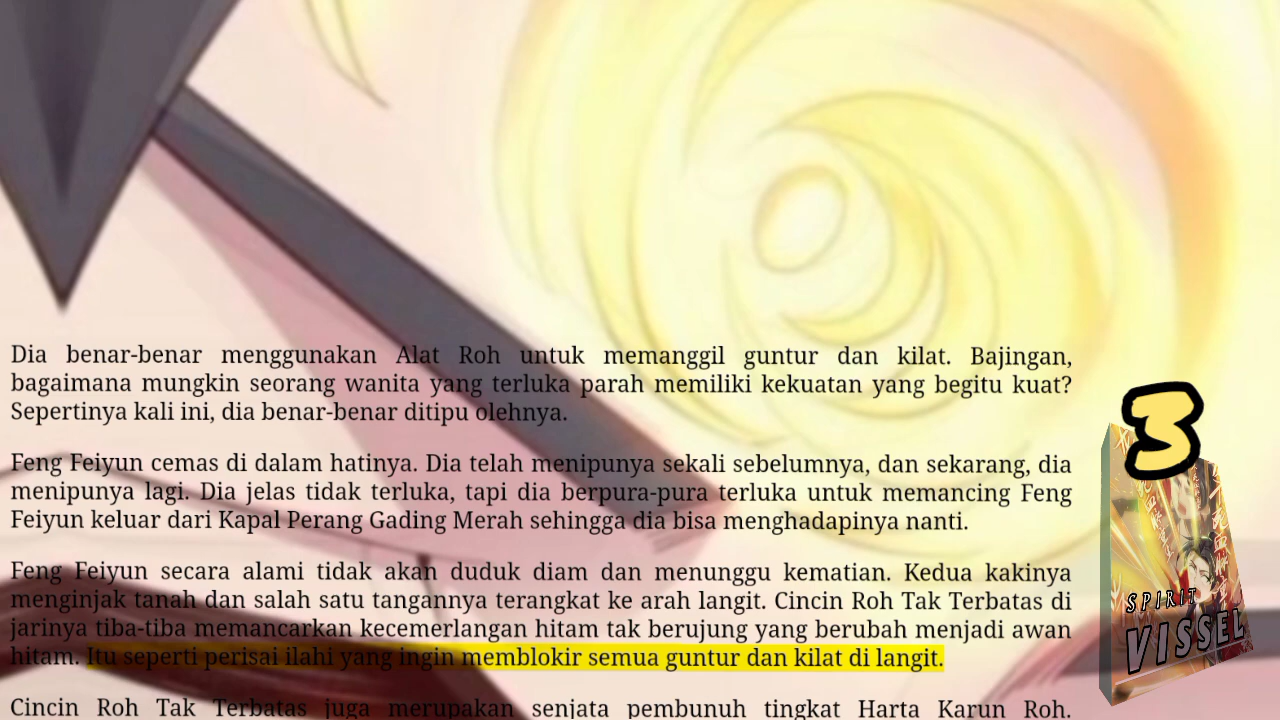 Dia benar-benar menggunakan Alat Roh untuk memanggil guntur dan kilat. Bajingan,
bagaimana mungkin seorang wanita yang terluka parah memiliki kekuatan yang begitu kuat?
Sepertinya kali ini, dia benar-benar ditipu olehnya.
Feng Feiyun cemas di dalam hatinya. Dia telah menipunya sekali sebelumnya, dan sekarang, dia
menipunya lagi. Dia jelas tidak terluka, tapi dia berpura-pura terluka untuk memancing Feng
Feiyun keluar dari Kapal Perang Gading Merah sehingga dia bisa menghadapinya nanti.
Feng Feiyun secara alami tidak akan duduk diam dan menunggu kematian. Kedua kakinya
menginjak tanah dan salah satu tangannya terangkat ke arah langit. Cincin Roh Tak Terbatas di
jarinya tiba-tiba memancarkan kecemerlangan hitam tak berujung yang berubah menjadi awan
hitam. Itu seperti perisai ilahi yang ingin memblokir semua guntur dan kilat di langit.
Cincin Roh Tak Terbatas juga merupakan senjata pembunuh tingkat Harta Karun Roh.
3
SPIRIT
VISSEL